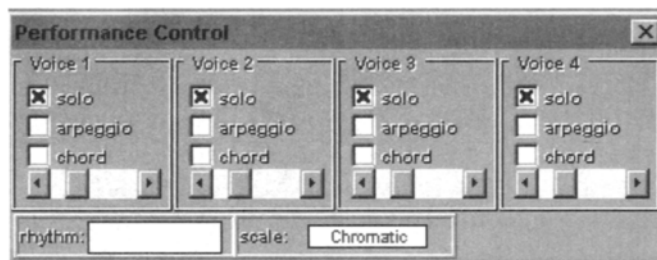 Performance Control
Voice 1 Voice 2 Voice 3 Voice 4
solo solo solo solo
arpeggio arpeggio arpeggio arpeggio
chord chord chord chord
rhythm: scale: Chromatic